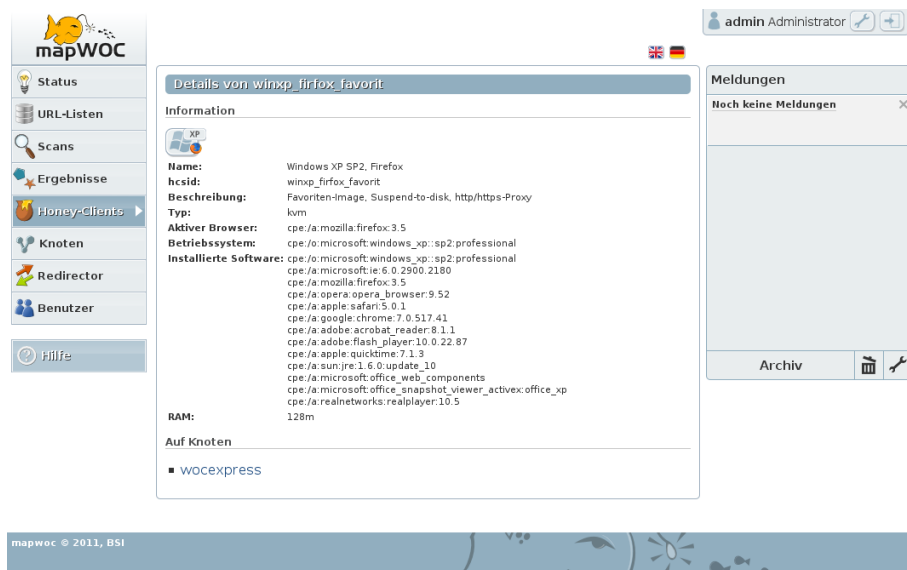 mapWOC
admin Administrator
Status
URL-Listen
Scans
Ergebnisse
Honey-Clients
Knoten
Redirector
Benutzer
Hilfe
Details von winxp_firfox_favorit
Information
XP
Name: Windows XP SP2, Firefox
hcsid: winxp_firfox_favorit
Beschreibung: Favoriten-Image, Suspend-to-disk, http/https-Proxy
Typ: kvm
Aktiver Browser: cpe:/a:mozilla:firefox:3.5
Betriebssystem: cpe:/o:microsoft:windows_xp::sp2:professional
Installierte Software: cpe:/o:microsoft:windows_xp::sp2:professional
cpe:/a:microsoft:ie:6.0.2900.2180
cpe:/a:mozilla:firefox:3.5
cpe:/a:opera:opera_browser:9.52
cpe:/a:apple:safari:5.0.1
cpe:/a:google:chrome:7.0.517.41
cpe:/a:adobe:acrobat_reader:8.1.1
cpe:/a:adobe:flash_player:10.0.22.87
cpe:/a:apple:quicktime:7.1.3
cpe:/a:sun:jre:1.6.0:update_10
cpe:/a:microsoft:office_web_components
cpe:/a:microsoft:office_snapshot_viewer_activex:office_xp
cpe:/a:realnetworks:realplayer:10.5
RAM: 128m
Auf Knoten
wocexpress
Meldungen
Noch keine Meldungen
Archiv
mapwoc © 2011, BSI